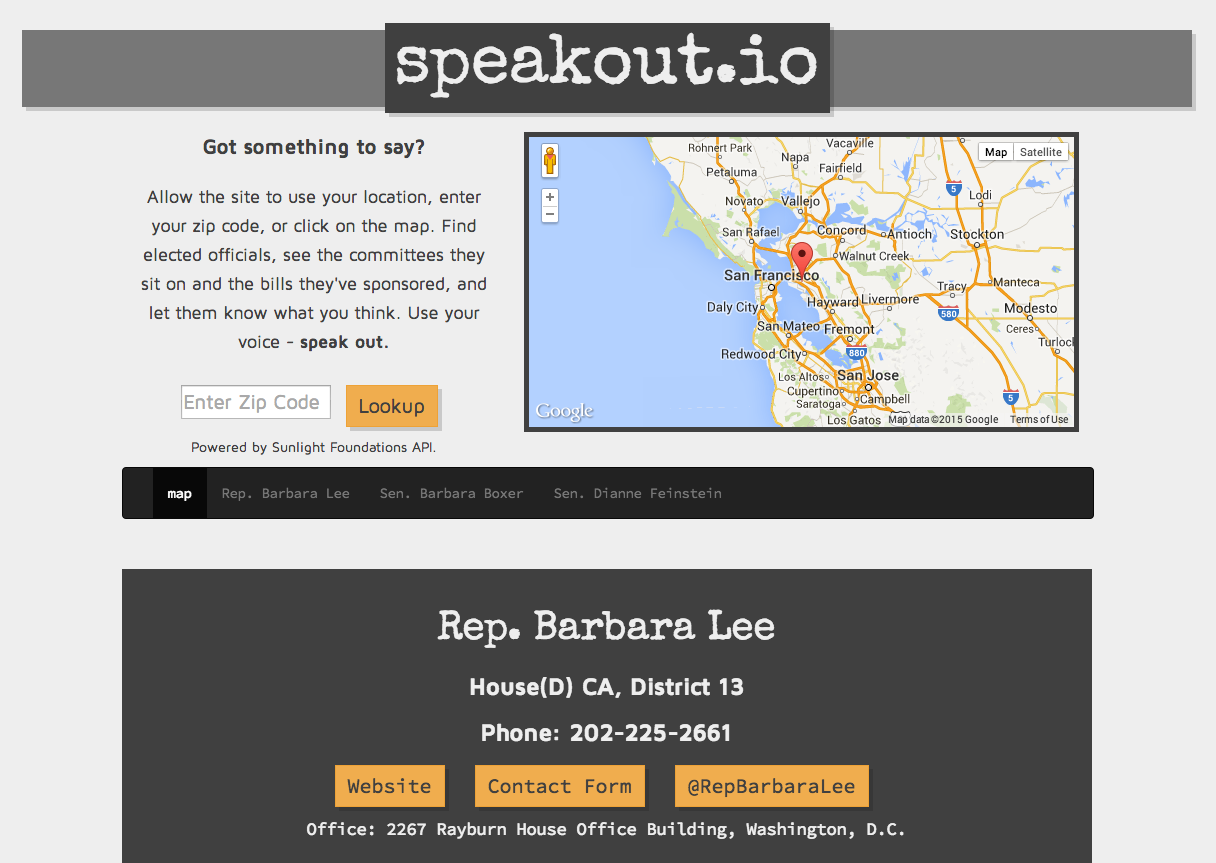 speakout.io
Got something to say?
Allow the site to use your location, enter
your zip code, or click on the map. Find
elected officials, see the committees they
sit on and the bills they've sponsored, and
let them know what you think. Use your
voice - speak out.
Enter Zip Code
Lookup
Powered by Sunlight Foundations API.
Map Satellite
+
−
Rohnert Park
Vacaville
Napa
Petaluma
Fairfield
5
Lodi
Novato
Vallejo
San Rafael
Concord
Antioch
Stockton
Walnut Creek
San Francisco
Tracy
Manteca
Daly City
Hayward
Livermore
580
Modesto
San Mateo
Fremont
Ceres
880
Turlock
Redwood City
Los Altos
San Jose
Cupertino
5
Saratoga
Campbell
Los Gatos
Google
Map data ©2015 Google
Terms of Use
map
Rep. Barbara Lee
Sen. Barbara Boxer
Sen. Dianne Feinstein
Rep. Barbara Lee
House(D) CA, District 13
Phone: 202-225-2661
Website
Contact Form
@RepBarbaraLee
Office: 2267 Rayburn House Office Building, Washington, D.C.